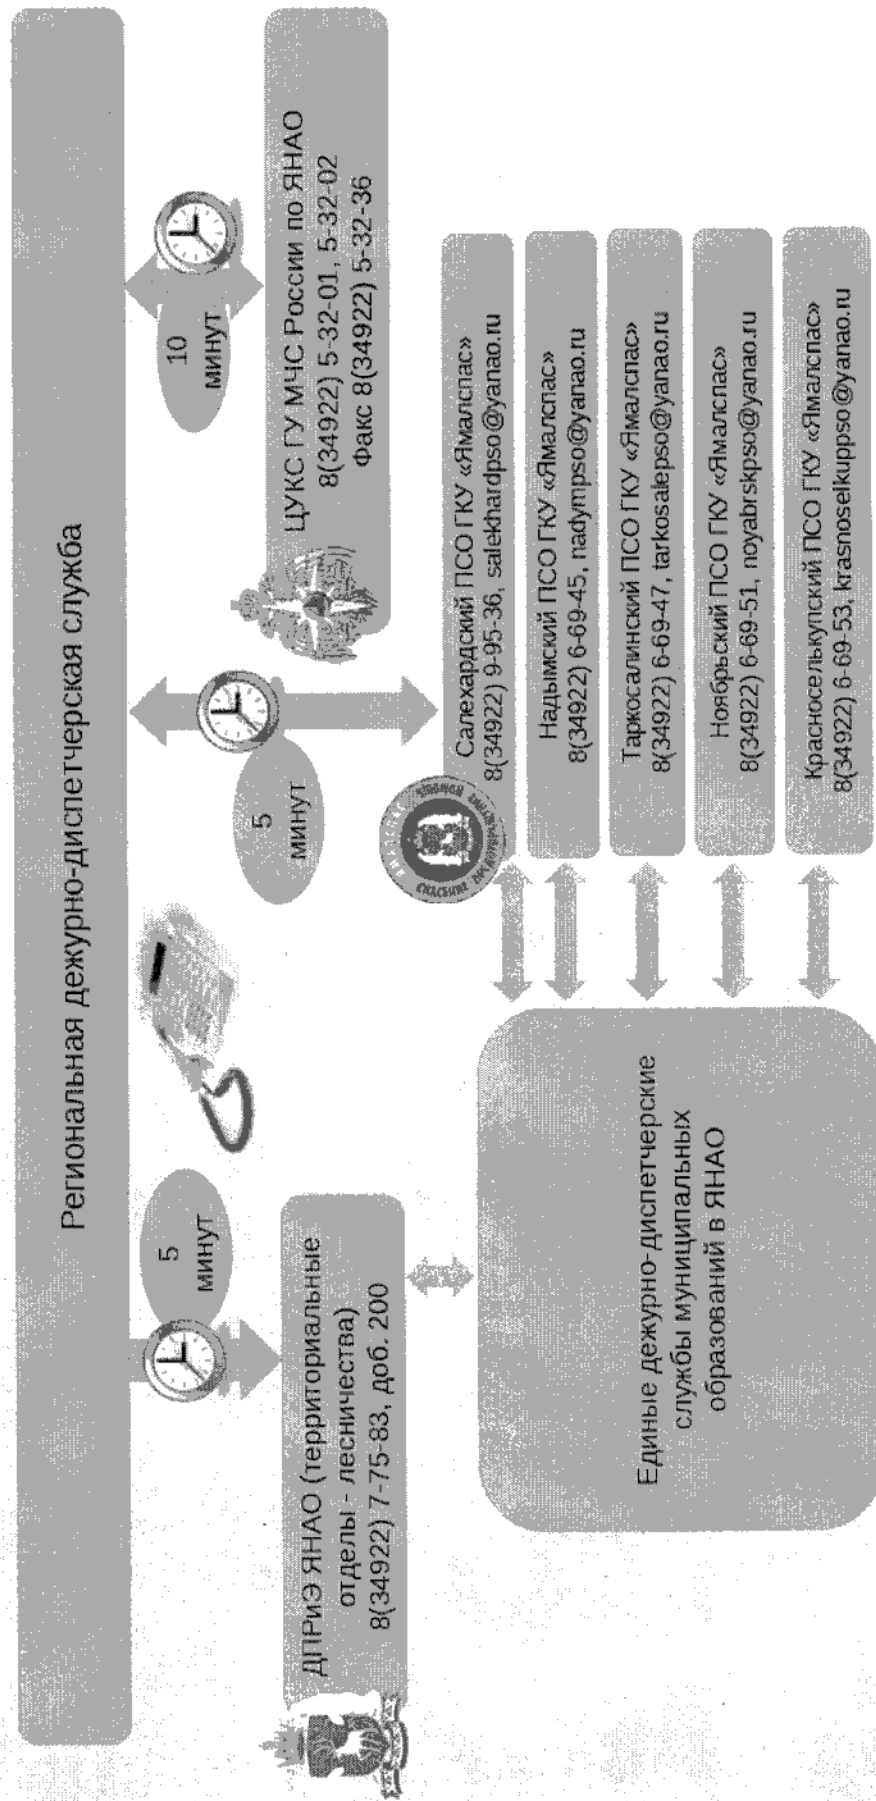 Региональная дежурно-диспетчерская служба
5
минут
5
минут
10
минут
ДПРиЭ ЯНАО (территориальные
отделы - лесничества)
8(34922) 7-75-83, доб. 200
ЦУКС ГУ МЧС России по ЯНАО
8(34922) 5-32-01, 5-32-02
Факс 8(34922) 5-32-36
Салехардский ПСО ГКУ «Ямалспас»
8(34922) 9-95-36, salekhardpso@yanao.ru
Надымский ПСО ГКУ «Ямалспас»
8(34922) 6-69-45, nadympso@yanao.ru
Таркосалинский ПСО ГКУ «Ямалспас»
8(34922) 6-69-47, tarkosalepso@yanao.ru
Ноябрьский ПСО ГКУ «Ямалспас»
8(34922) 6-69-51, noyabrskpso@yanao.ru
Красноселькупский ПСО ГКУ «Ямалспас»
8(34922) 6-69-53, krasnoselkuppso@yanao.ru
Единые дежурно-диспетчерские
службы муниципальных
образований в ЯНАО